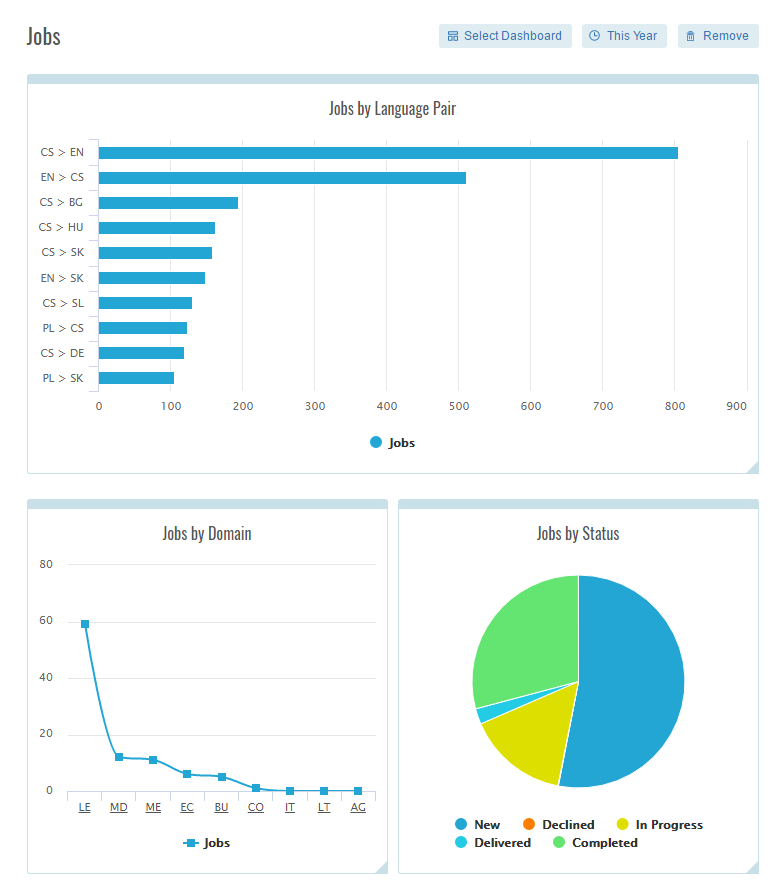 Jobs
Select Dashboard This Year Remove
Jobs by Language Pair
CS > EN
EN > CS
CS > BG
CS > HU
CS > SK
EN > SK
CS > SL
PL > CS
CS > DE
PL > SK
0 100 200 300 400 500 600 700 800 900
Jobs
Jobs by Domain
80
60
40
20
0
LE MD ME EC BU CO IT LT AG
Jobs
Jobs by Status
New Declined In Progress
Delivered Completed